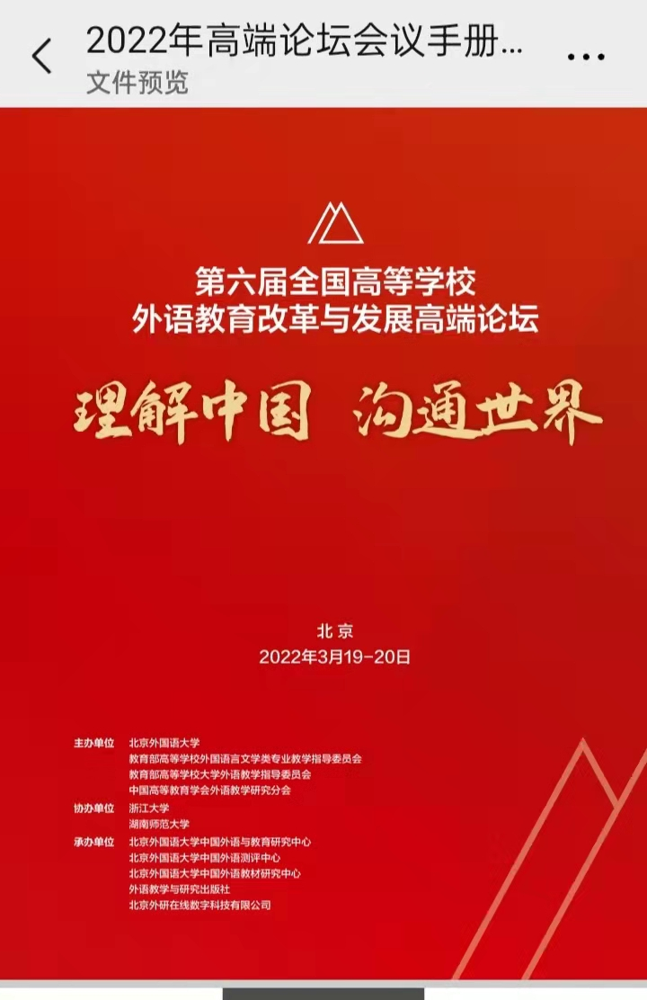 2022年高端论坛会议手册...
文件预览
第六届全国高等学校
外语教育改革与发展高端论坛
理解中国 沟通世界
北京
2022年3月19-20日
主办单位 北京外国语大学
教育部高等学校外国语言文学类专业教学指导委员会
教育部高等学校大学外语教学指导委员会
中国高等教育学会外语教学研究分会
协办单位 浙江大学
湖南师范大学
承办单位 北京外国语大学中国外语与教育研究中心
北京外国语大学中国外语测评中心
北京外国语大学中国外语教材研究中心
外语教学与研究出版社
北京外研在线数字科技有限公司